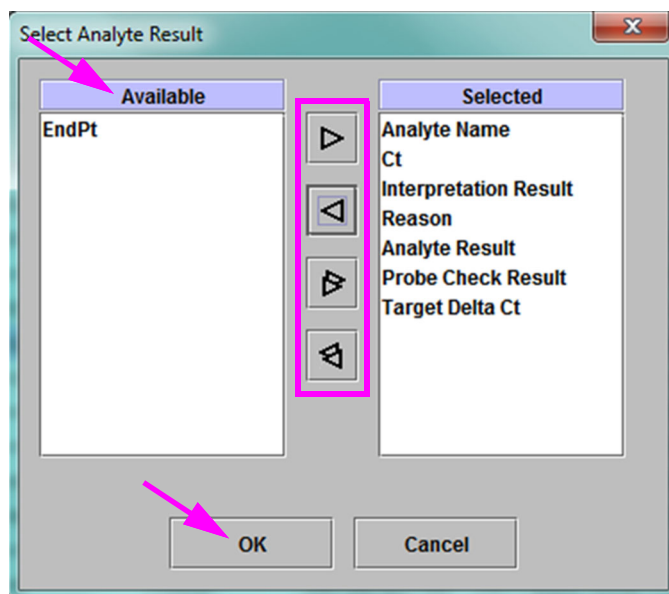 Select Analyte Result
Available
EndPt
Selected
Analyte Name
Ct
Interpretation Result
Reason
Analyte Result
Probe Check Result
Target Delta Ct
OK
Cancel